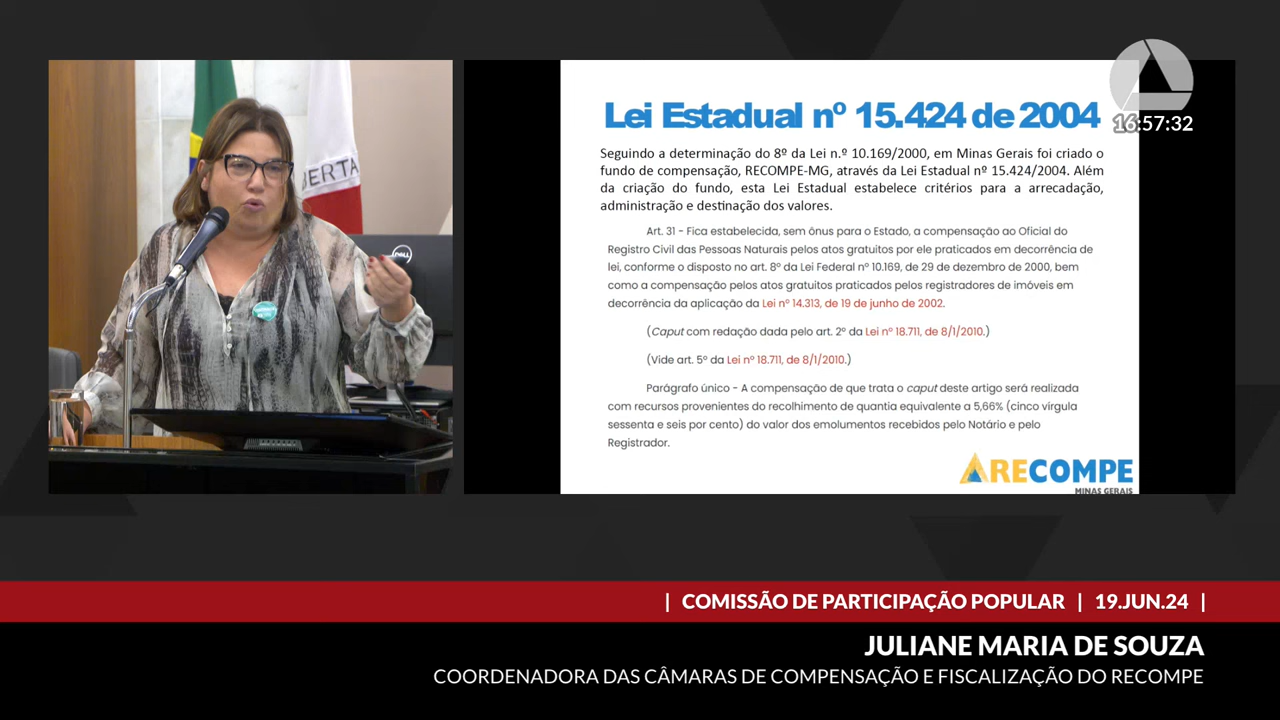 16:57:32
BERTA
DELL
Lei Estadual nº 15.424 de 2004
Seguindo a determinação do 8º da Lei n.º 10.169/2000, em Minas Gerais foi criado o
fundo de compensação, RECOMPE-MG, através da Lei Estadual nº 15.424/2004. Além
da criação do fundo, esta Lei Estadual estabelece critérios para a arrecadação,
administração e destinação dos valores.
Art. 31 - Fica estabelecida, sem ônus para o Estado, a compensação ao Oficial do
Registro Civil das Pessoas Naturais pelos atos gratuitos por ele praticados em decorrência de
lei, conforme o disposto no art. 8º da Lei Federal nº 10.169, de 29 de dezembro de 2000, bem
como a compensação pelos atos gratuitos praticados pelos registradores de imóveis em
decorrência da aplicação da Lei nº 14.313, de 19 de junho de 2002.
(Caput com redação dada pelo art. 2º da Lei nº 18.711, de 8/1/2010.)
(Vide art. 5º da Lei nº 18.711, de 8/1/2010.)
Parágrafo único - A compensação de que trata o caput deste artigo será realizada
com recursos provenientes do recolhimento de quantia equivalente a 5,66% (cinco vírgula
sessenta e seis por cento) do valor dos emolumentos recebidos pelo Notário e pelo
Registrador.
RECOMPE
MINAS GERAIS
| COMISSÃO DE PARTICIPAÇÃO POPULAR | 19.JUN.24 |
JULIANE MARIA DE SOUZA
COORDENADORA DAS CÂMARAS DE COMPENSAÇÃO E FISCALIZAÇÃO DO RECOMPE